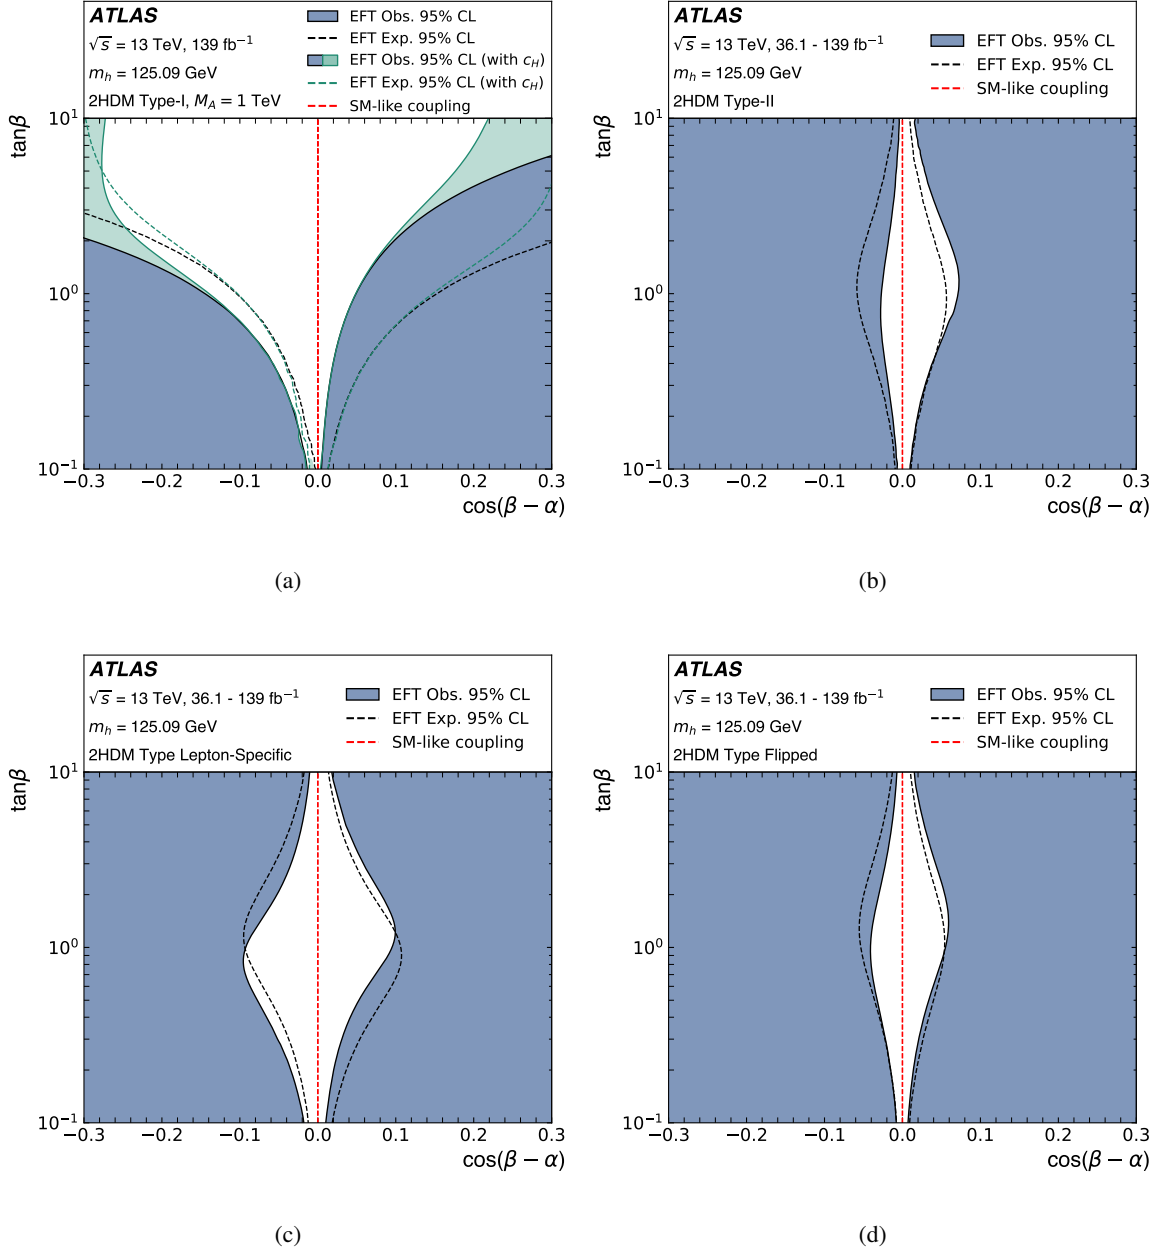 ATLAS
√s = 13 TeV, 139 fb⁻¹
m_h = 125.09 GeV
2HDM Type-I, M_A = 1 TeV
EFT Obs. 95% CL
EFT Exp. 95% CL
EFT Obs. 95% CL (with c_H)
EFT Exp. 95% CL (with c_H)
SM-like coupling
tanβ
10¹
10⁰
10⁻¹
−0.3 −0.2 −0.1 0.0 0.1 0.2 0.3
cos(β − α)
(a)
ATLAS
√s = 13 TeV, 36.1 - 139 fb⁻¹
m_h = 125.09 GeV
2HDM Type-II
EFT Obs. 95% CL
EFT Exp. 95% CL
SM-like coupling
tanβ
10¹
10⁰
10⁻¹
−0.3 −0.2 −0.1 0.0 0.1 0.2 0.3
cos(β − α)
(b)
ATLAS
√s = 13 TeV, 36.1 - 139 fb⁻¹
m_h = 125.09 GeV
2HDM Type Lepton-Specific
EFT Obs. 95% CL
EFT Exp. 95% CL
SM-like coupling
tanβ
10¹
10⁰
10⁻¹
−0.3 −0.2 −0.1 0.0 0.1 0.2 0.3
cos(β − α)
(c)
ATLAS
√s = 13 TeV, 36.1 - 139 fb⁻¹
m_h = 125.09 GeV
2HDM Type Flipped
EFT Obs. 95% CL
EFT Exp. 95% CL
SM-like coupling
tanβ
10¹
10⁰
10⁻¹
−0.3 −0.2 −0.1 0.0 0.1 0.2 0.3
cos(β − α)
(d)